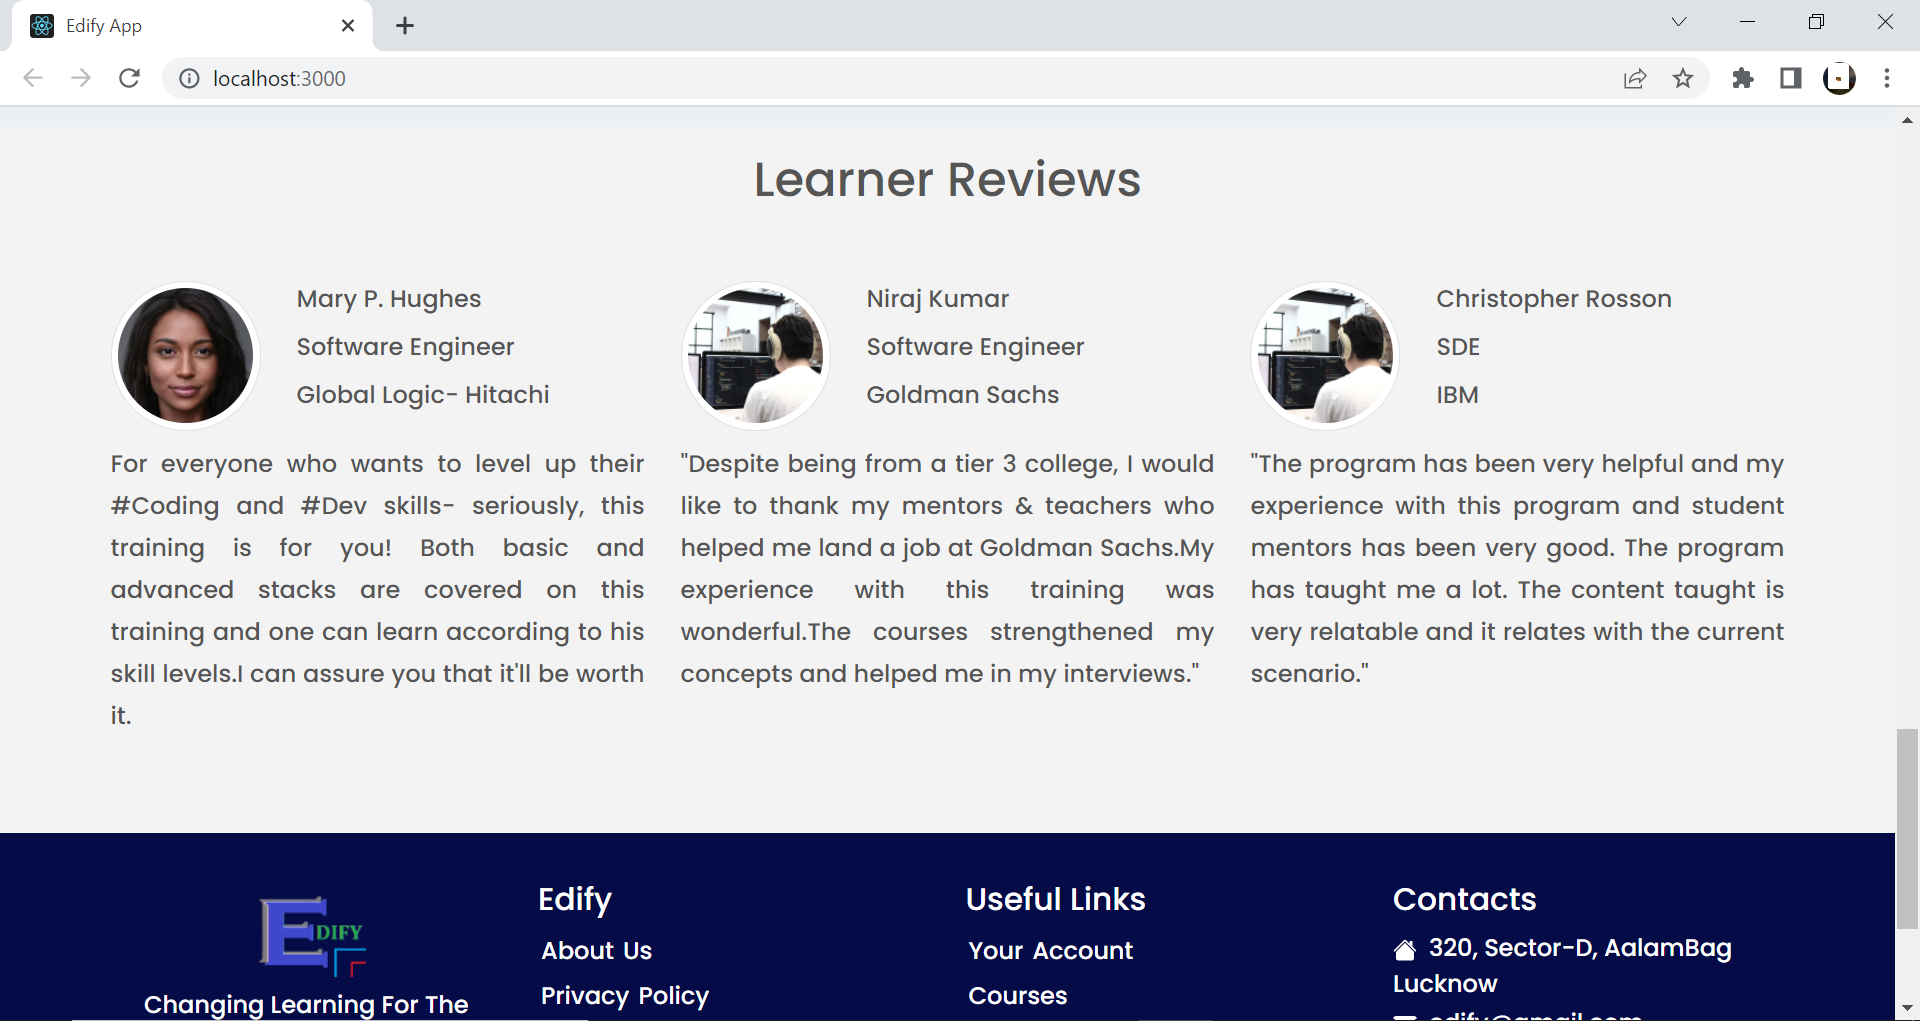 Edify App
localhost:3000
Learner Reviews
Mary P. Hughes
Software Engineer
Global Logic- Hitachi
For everyone who wants to level up their
#Coding and #Dev skills- seriously, this
training is for you! Both basic and
advanced stacks are covered on this
training and one can learn according to his
skill levels.I can assure you that it'll be worth
it.
Niraj Kumar
Software Engineer
Goldman Sachs
"Despite being from a tier 3 college, I would
like to thank my mentors & teachers who
helped me land a job at Goldman Sachs.My
experience with this training was
wonderful.The courses strengthened my
concepts and helped me in my interviews."
Christopher Rosson
SDE
IBM
"The program has been very helpful and my
experience with this program and student
mentors has been very good. The program
has taught me a lot. The content taught is
very relatable and it relates with the current
scenario."
EDIFY
Changing Learning For The
Edify
About Us
Privacy Policy
Useful Links
Your Account
Courses
Contacts
320, Sector-D, AalamBag
Lucknow
edify@gmail.com